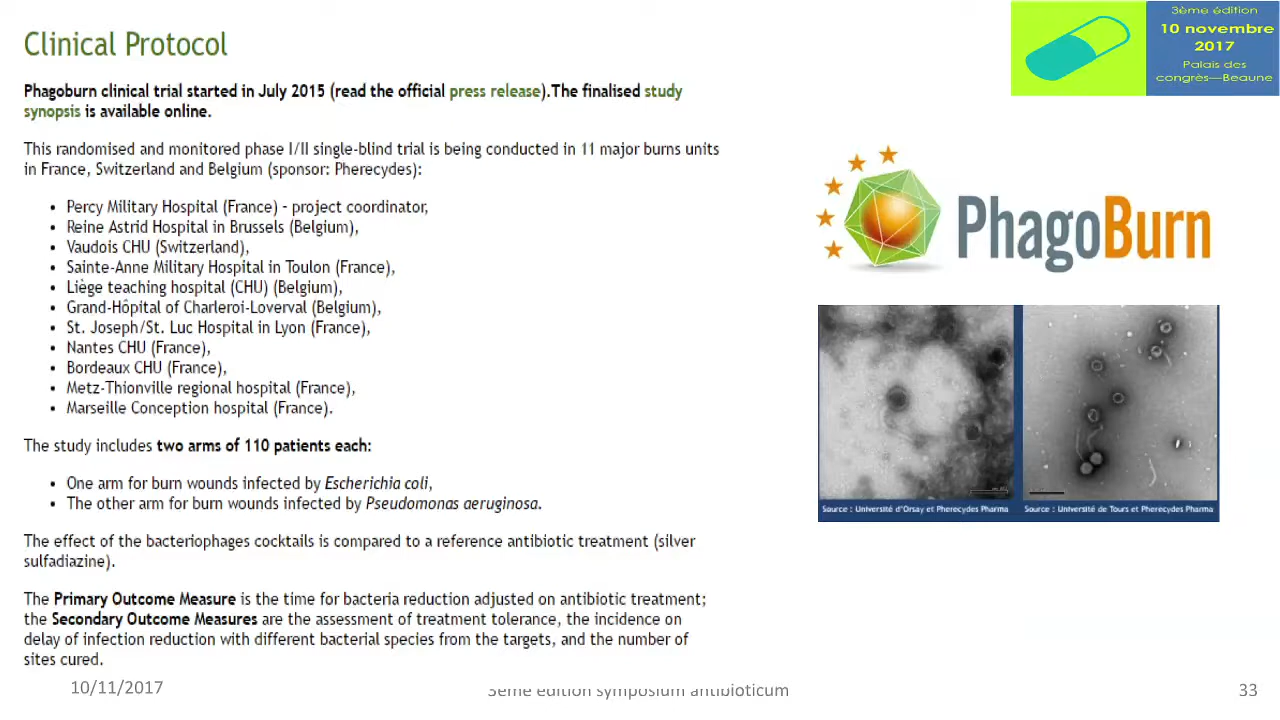 Clinical Protocol
3ème édition
10 novembre
2017
Palais des
congrès—Beaune
Phagoburn clinical trial started in July 2015 (read the official press release).The finalised study
synopsis is available online.
This randomised and monitored phase I/II single-blind trial is being conducted in 11 major burns units
in France, Switzerland and Belgium (sponsor: Pherecydes):
• Percy Military Hospital (France) - project coordinator,
• Reine Astrid Hospital in Brussels (Belgium),
• Vaudois CHU (Switzerland),
• Sainte-Anne Military Hospital in Toulon (France),
• Liège teaching hospital (CHU) (Belgium),
• Grand-Hôpital of Charleroi-Loverval (Belgium),
• St. Joseph/St. Luc Hospital in Lyon (France),
• Nantes CHU (France),
• Bordeaux CHU (France),
• Metz-Thionville regional hospital (France),
• Marseille Conception hospital (France).
The study includes two arms of 110 patients each:
• One arm for burn wounds infected by Escherichia coli,
• The other arm for burn wounds infected by Pseudomonas aeruginosa.
The effect of the bacteriophages cocktails is compared to a reference antibiotic treatment (silver
sulfadiazine).
The Primary Outcome Measure is the time for bacteria reduction adjusted on antibiotic treatment;
the Secondary Outcome Measures are the assessment of treatment tolerance, the incidence on
delay of infection reduction with different bacterial species from the targets, and the number of
sites cured.
PhagoBurn
Source : Université d'Orsay et Pherecydes Pharma
Source : Université de Tours et Pherecydes Pharma
10/11/2017
3ème édition symposium antibioticum
33